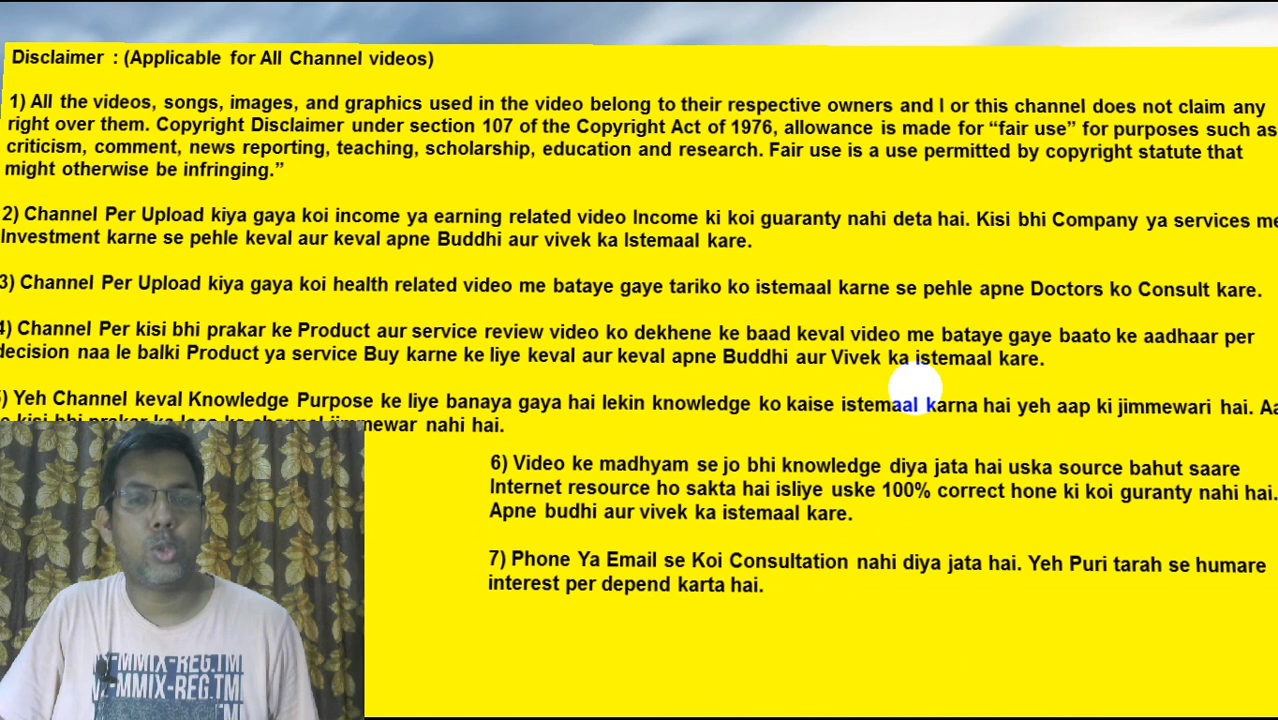 Disclaimer : (Applicable for All Channel videos)
1) All the videos, songs, images, and graphics used in the video belong to their respective owners and I or this channel does not claim any
right over them. Copyright Disclaimer under section 107 of the Copyright Act of 1976, allowance is made for “fair use” for purposes such as
criticism, comment, news reporting, teaching, scholarship, education and research. Fair use is a use permitted by copyright statute that
might otherwise be infringing.”
2) Channel Per Upload kiya gaya koi income ya earning related video Income ki koi guaranty nahi deta hai. Kisi bhi Company ya services me
Investment karne se pehle keval aur keval apne Buddhi aur vivek ka Istemaal kare.
3) Channel Per Upload kiya gaya koi health related video me bataye gaye tariko ko istemaal karne se pehle apne Doctors ko Consult kare.
4) Channel Per kisi bhi prakar ke Product aur service review video ko dekhene ke baad keval video me bataye gaye baato ke aadhaar per
decision naa le balki Product ya service Buy karne ke liye keval aur keval apne Buddhi aur Vivek ka istemaal kare.
) Yeh Channel keval Knowledge Purpose ke liye banaya gaya hai lekin knowledge ko kaise istemaal karna hai yeh aap ki jimmewari hai.
kisi bhi prakar ke loss ka channel jimmewar nahi hai.
6) Video ke madhyam se jo bhi knowledge diya jata hai uska source bahut saare
Internet resource ho sakta hai isliye uske 100% correct hone ki koi guranty nahi hai.
Apne budhi aur vivek ka istemaal kare.
7) Phone Ya Email se Koi Consultation nahi diya jata hai. Yeh Puri tarah se humare
interest per depend karta hai.
-MMIX-REG.TM
-MMIX-REG.TM